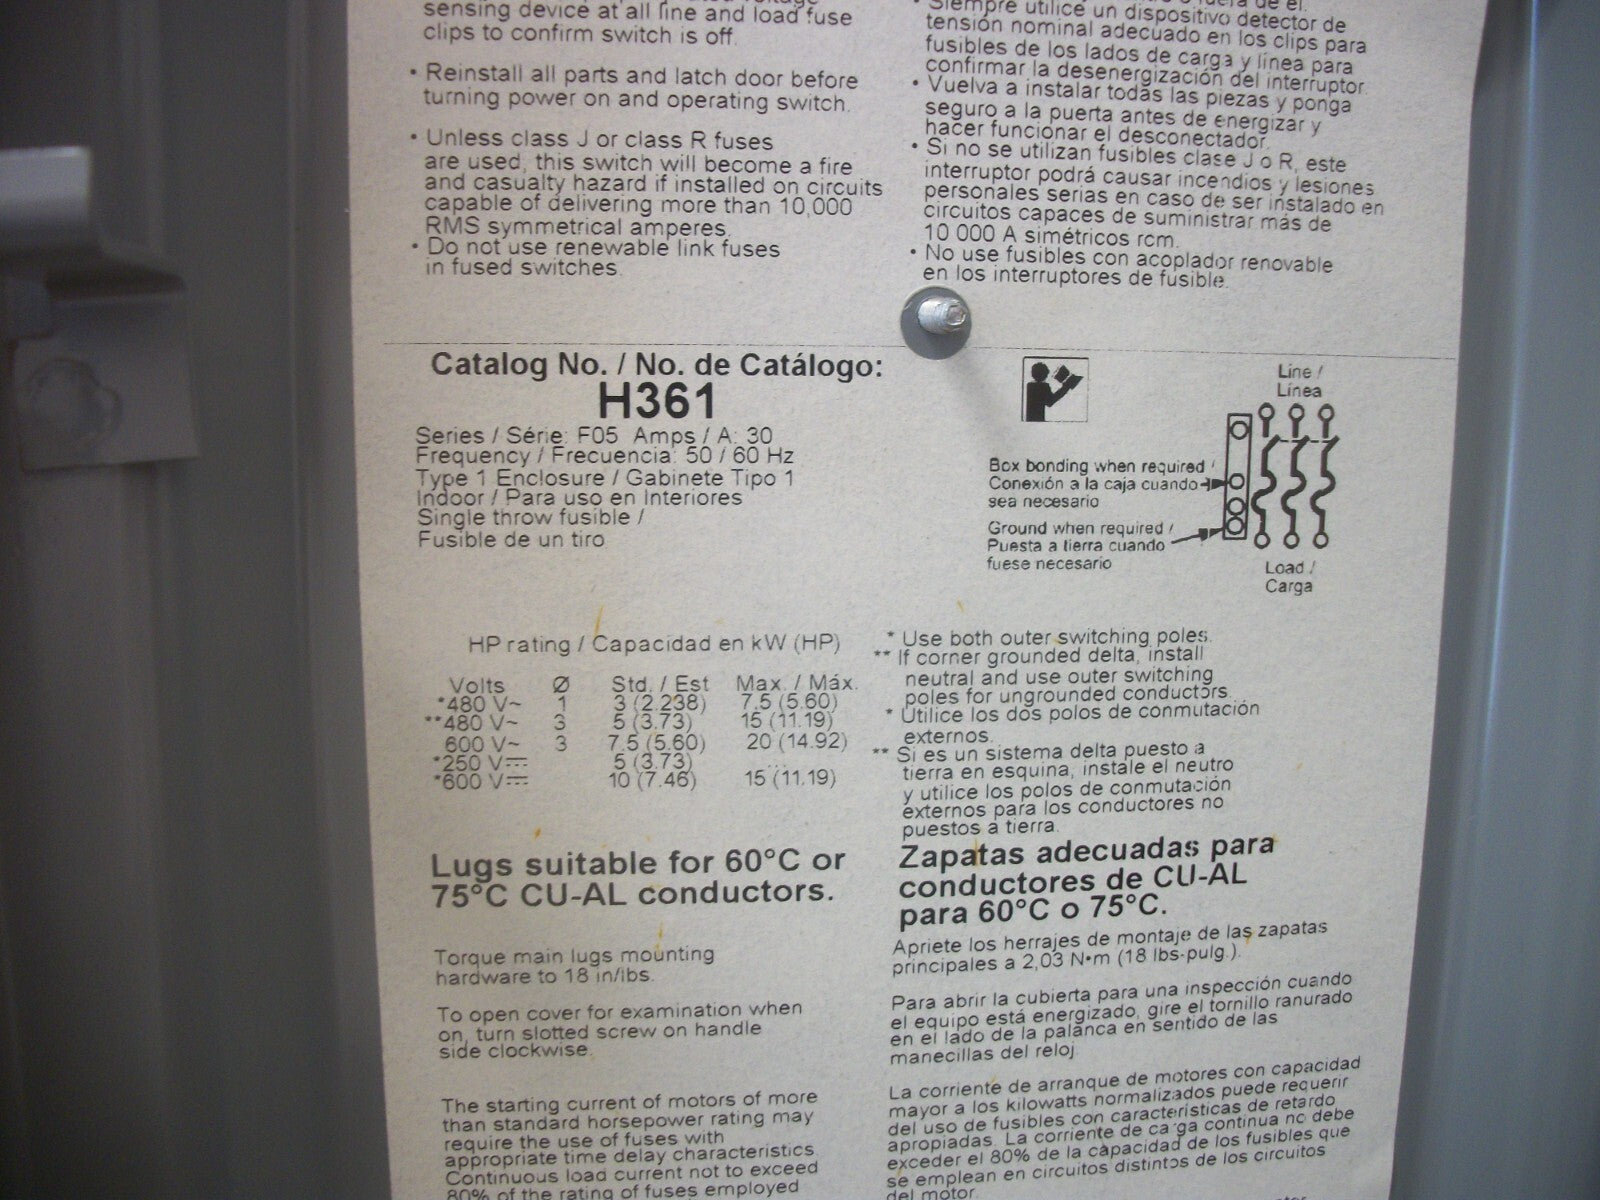 sensing device at all line and load fuse
clips to confirm switch is off.
• Reinstall all parts and latch door before
turning power on and operating switch.
• Unless class J or class R fuses
are used, this switch will become a fire
and casualty hazard if installed on circuits
capable of delivering more than 10,000
RMS symmetrical amperes.
• Do not use renewable link fuses
in fused switches.
• Siempre utilice un dispositivo detector de
tensión nominal adecuado en los clips para
fusibles de los lados de carga y línea para
confirmar la desenergización del interruptor.
• Vuelva a instalar todas las piezas y ponga
seguro a la puerta antes de energizar y
hacer funcionar el desconectador.
• Si no se utilizan fusibles clase J o R, este
interruptor podrá causar incendios y lesiones
personales serias en caso de ser instalado en
circuitos capaces de suministrar más de
10 000 A simétricos rcm.
• No use fusibles con acoplador renovable
en los interruptores de fusible.
Catalog No. / No. de Catálogo:
H361
Series / Série: F05 Amps / A: 30
Frequency / Frecuencia: 50 / 60 Hz
Type 1 Enclosure / Gabinete Tipo 1
Indoor / Para uso en Interiores
Single throw fusible /
Fusible de un tiro
Line /
Línea
Box bonding when required /
Conexión a la caja cuando
sea necesario
Ground when required /
Puesta a tierra cuando
fuese necesario
Load /
Carga
HP rating / Capacidad en kW (HP)
Volts Ø Std. / Est Max. / Máx.
*480 V~ 1 3 (2.238) 7.5 (5.60)
**480 V~ 3 5 (3.73) 15 (11.19)
600 V~ 3 7.5 (5.60) 20 (14.92)
*250 V⎓ 5 (3.73) ...
*600 V⎓ 10 (7.46) 15 (11.19)
* Use both outer switching poles.
** If corner grounded delta, install
neutral and use outer switching
poles for ungrounded conductors.
* Utilice los dos polos de conmutación
externos.
** Si es un sistema delta puesto a
tierra en esquina, instale el neutro
y utilice los polos de conmutación
externos para los conductores no
puestos a tierra.
Lugs suitable for 60°C or
75°C CU-AL conductors.
Torque main lugs mounting
hardware to 18 in/lbs.
To open cover for examination when
on, turn slotted screw on handle
side clockwise.
The starting current of motors of more
than standard horsepower rating may
require the use of fuses with
appropriate time delay characteristics.
Continuous load current not to exceed
80% of the rating of fuses employed
Zapatas adecuadas para
conductores de CU-AL
para 60°C o 75°C.
Apriete los herrajes de montaje de las zapatas
principales a 2,03 N•m (18 lbs-pulg.).
Para abrir la cubierta para una inspección cuando
el equipo está energizado, gire el tornillo ranurado
en el lado de la palanca en sentido de las
manecillas del reloj.
La corriente de arranque de motores con capacidad
mayor a los kilowatts normalizados puede requerir
del uso de fusibles con características de retardo
apropiadas. La corriente de carga continua no debe
exceder el 80% de la capacidad de los fusibles que
se emplean en circuitos distintos de los circuitos
del motor.